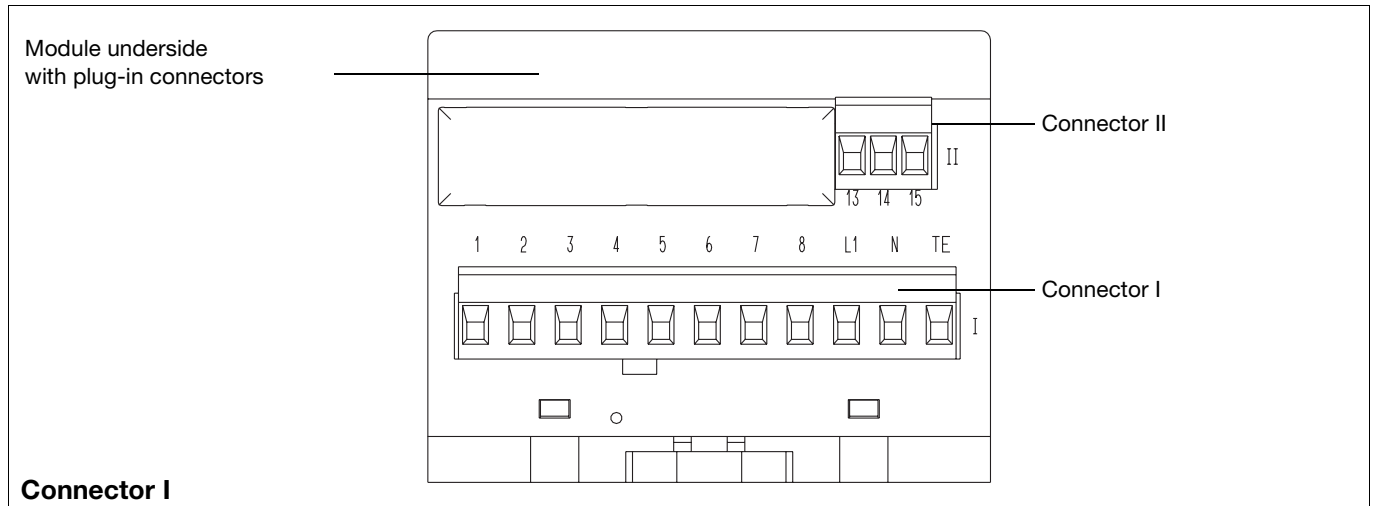 Module underside
with plug-in connectors
Connector II
II
13 14 15
1 2 3 4 5 6 7 8 L1 N TE
Connector I
I
Connector I